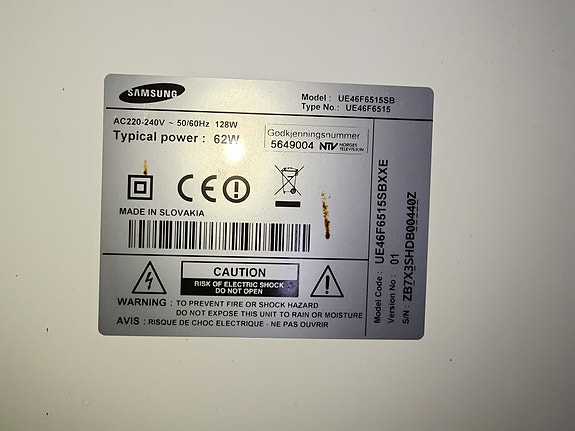 SAMSUNG
Model : UE46F6515SB
Type No.: UE46F6515
AC220-240V ~ 50/60Hz 128W
Typical power : 62W
Godkjenningsnummer
5649004 NTV NORGES TELEVISJON
MADE IN SLOVAKIA
CAUTION
RISK OF ELECTRIC SHOCK
DO NOT OPEN
WARNING : TO PREVENT FIRE OR SHOCK HAZARD
DO NOT EXPOSE THIS UNIT TO RAIN OR MOISTURE
AVIS : RISQUE DE CHOC ELECTRIQUE - NE PAS OUVRIR
Model Code : UE46F6515SBXXE
Version No : 01
S/N : ZB7X3SHDB00440Z